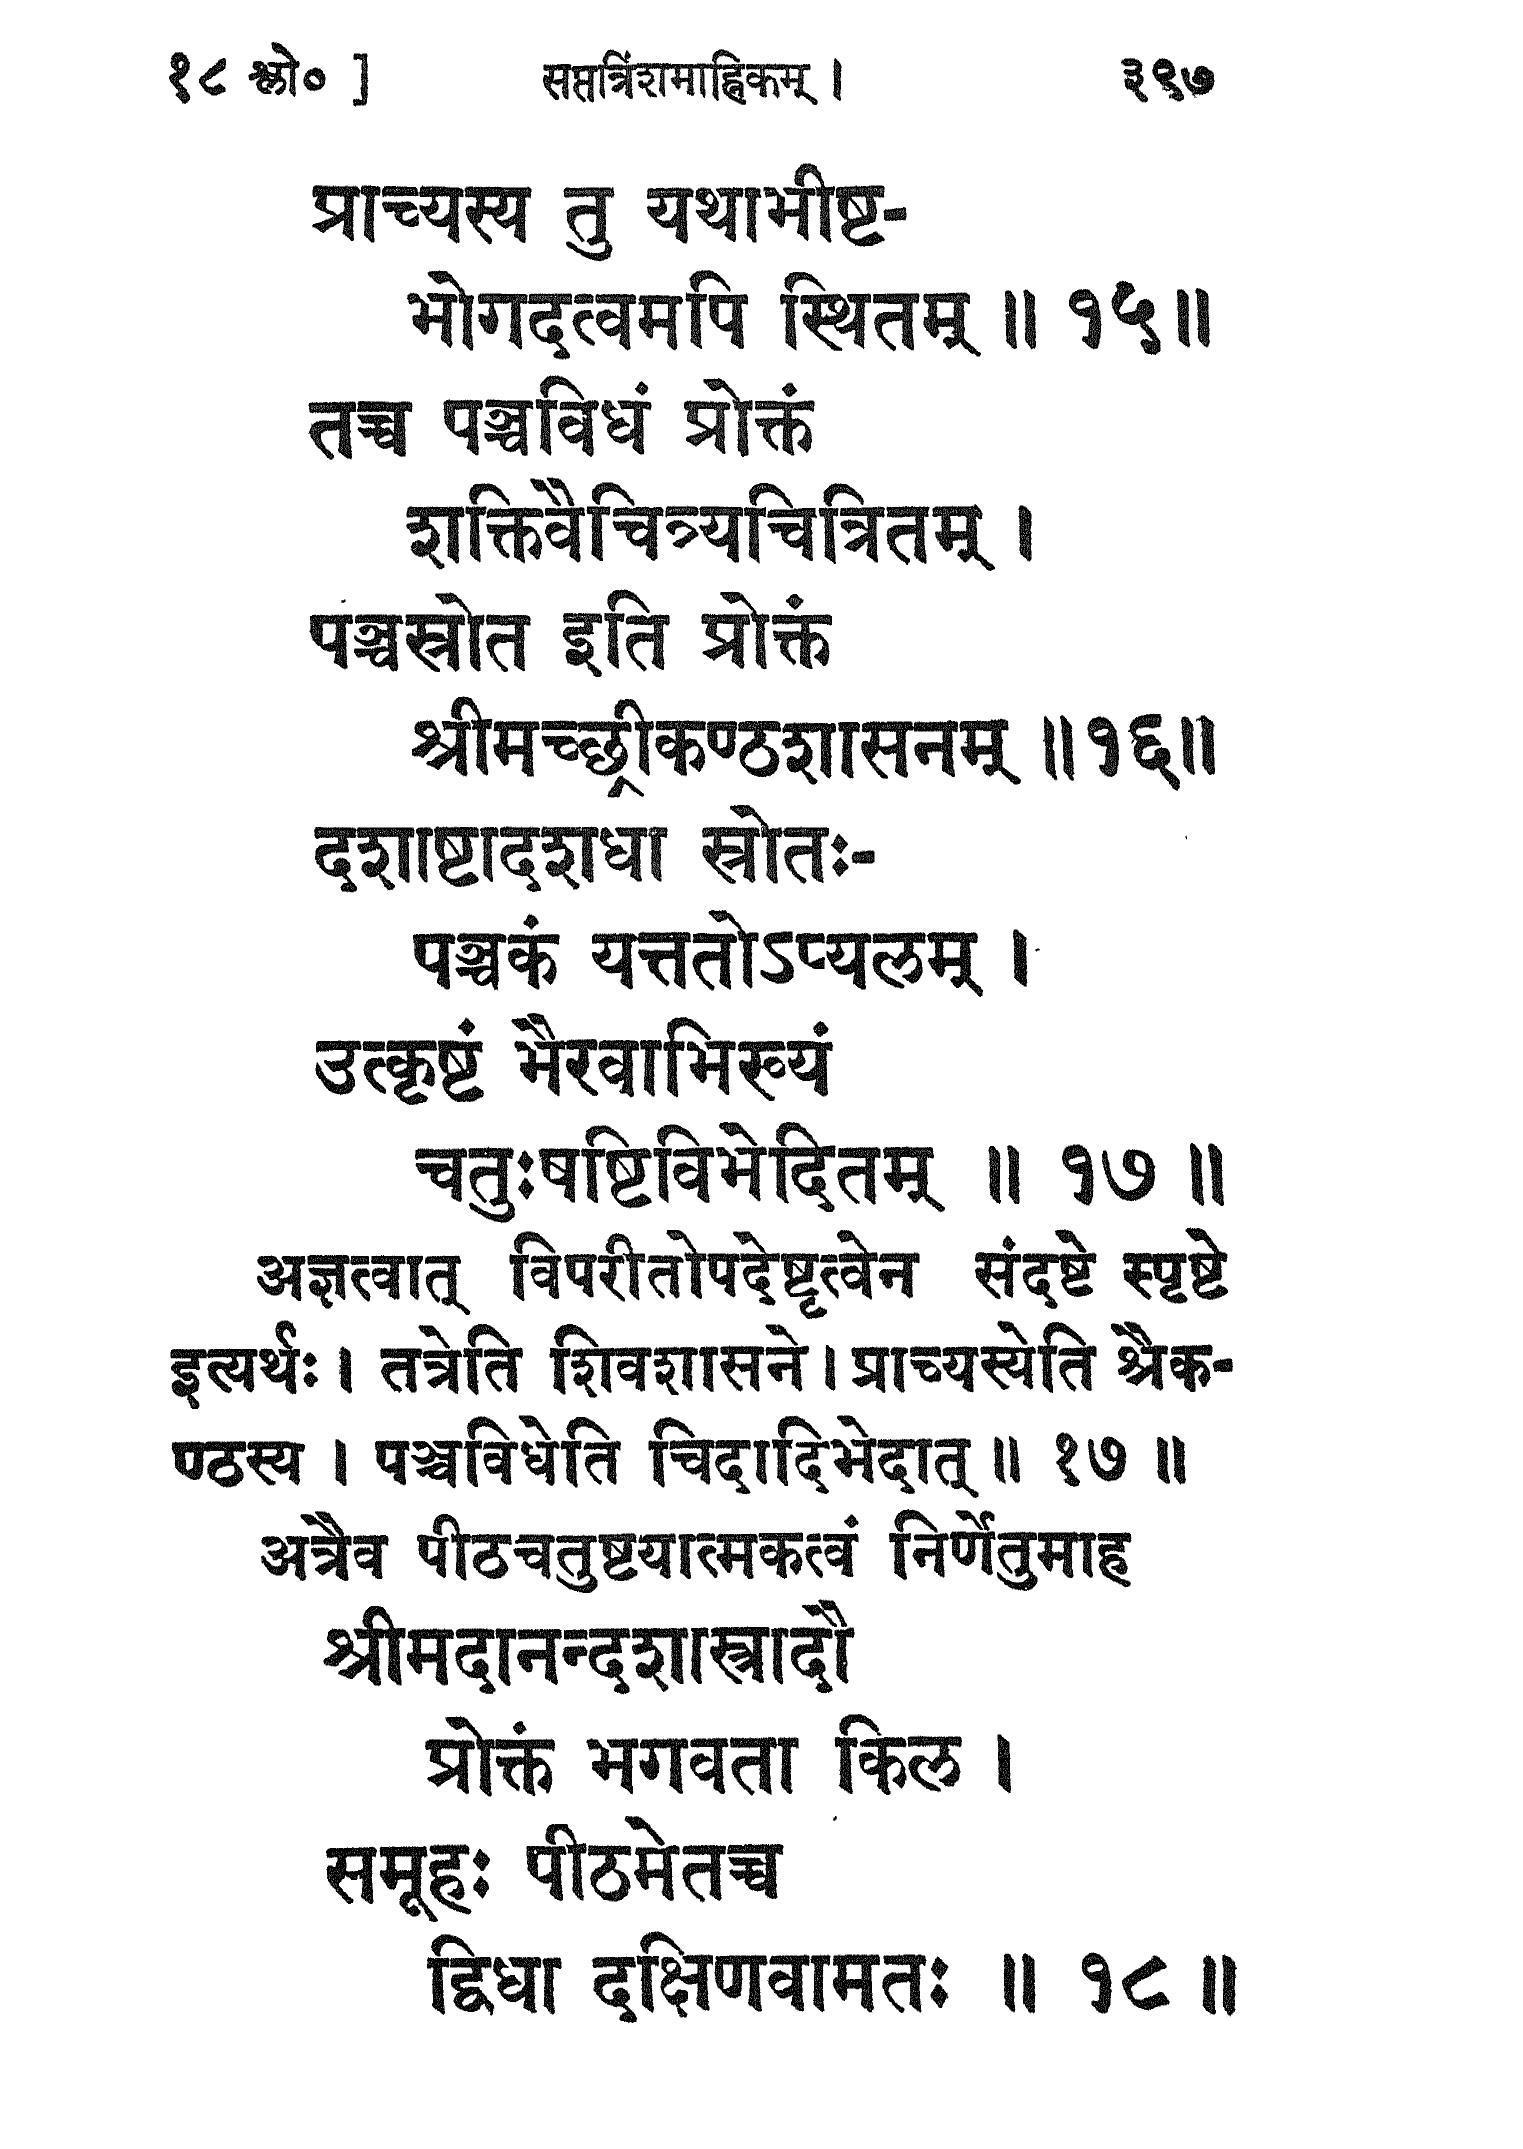 १८ श्लो० ] सप्तत्रिंशमाह्निकम् । ३९७
प्राच्यस्य तु यथाभीष्ट-
भोगदत्वमपि स्थितम् ॥ १५॥
तच्च पञ्चविधं प्रोक्तं
शक्तिवैचित्र्यचित्रितम् ।
पञ्चस्रोत इति प्रोक्तं
श्रीमच्छ्रीकण्ठशासनम् ॥१६॥
दशाष्टादशधा स्रोतः-
पञ्चकं यत्ततोऽप्यलम् ।
उत्कृष्टं भैरवाभिख्यं
चतुःषष्टिविभेदितम् ॥ १७॥
अज्ञत्वात् विपरीतोपदेष्टृत्वेन संदष्टे स्पृष्टे
इत्यर्थः । तत्रेति शिवशासने । प्राच्यस्येति श्रैक-
ण्ठस्य । पञ्चविधेति चिदादिभेदात् ॥ १७ ॥
अत्रैव पीठचतुष्टयात्मकत्वं निर्णेतुमाह
श्रीमदानन्दशास्त्रादौ
प्रोक्तं भगवता किल ।
समूहः पीठमेतच्च
द्विधा दक्षिणवामतः ॥ १८ ॥